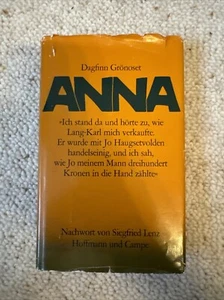 Dagfinn Grönoset
ANNA
»Ich stand da und hörte zu, wie
Lang-Karl mich verkaufte.
Er wurde mit Jo Haugsetvolden
handelseinig, und ich sah,
wie Jo meinem Mann dreihundert
Kronen in die Hand zählte«
Nachwort von Siegfried Lenz
Hoffmann und Campe